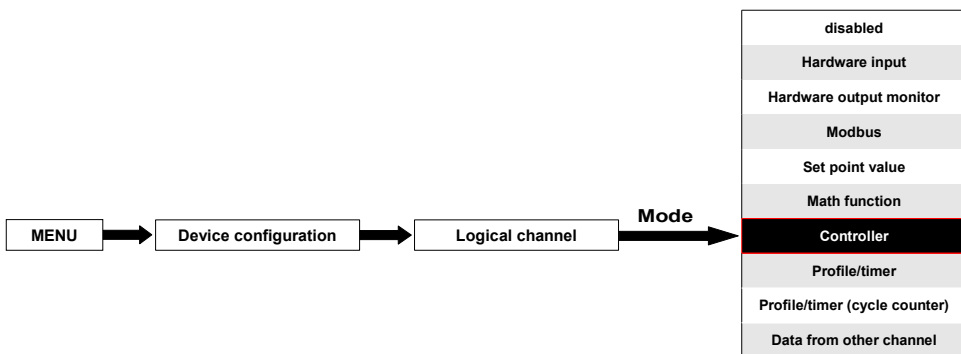 disabled
Hardware input
Hardware output monitor
Modbus
Set point value
Math function
MENU
Device configuration
Logical channel
Mode
Controller
Profile/timer
Profile/timer (cycle counter)
Data from other channel